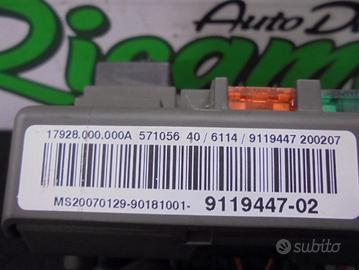 Auto D
Ricam
17928.000.000A 571056 40 / 6114 / 9119447 200207
MS20070129-90181001- 9119447-02
subito